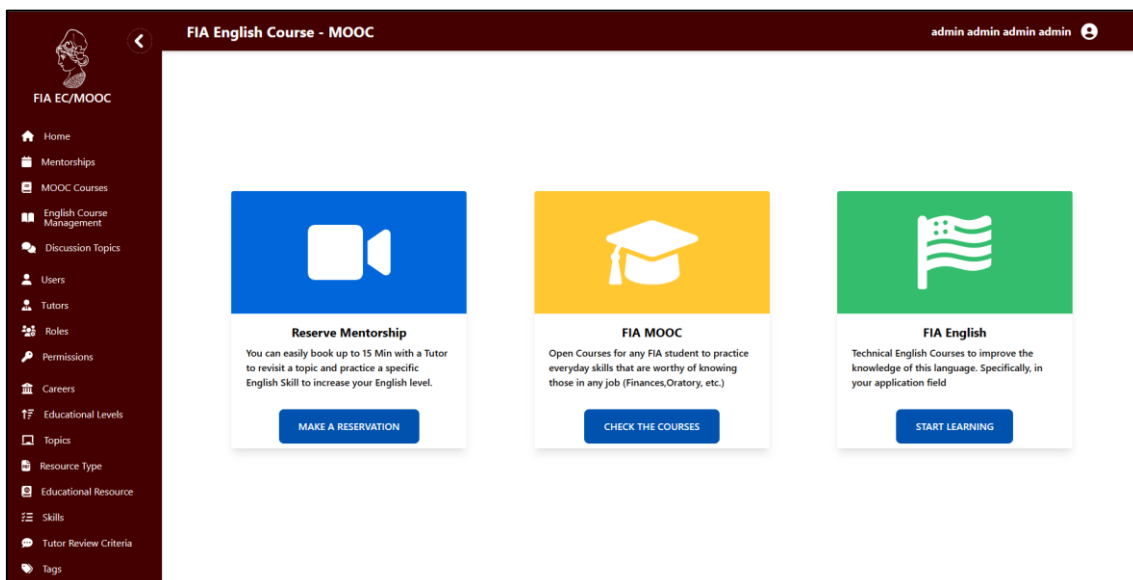 FIA English Course - MOOC
admin admin admin admin
FIA EC/MOOC
Home
Mentorships
MOOC Courses
English Course
Management
Discussion Topics
Users
Tutors
Roles
Permissions
Careers
Educational Levels
Topics
Resource Type
Educational Resource
Skills
Tutor Review Criteria
Tags
Reserve Mentorship
You can easily book up to 15 Min with a Tutor
to revisit a topic and practice a specific
English Skill to increase your English level.
MAKE A RESERVATION
FIA MOOC
Open Courses for any FIA student to practice
everyday skills that are worthy of knowing
those in any job (Finances,Oratory, etc.)
CHECK THE COURSES
FIA English
Technical English Courses to improve the
knowledge of this language. Specifically, in
your application field
START LEARNING